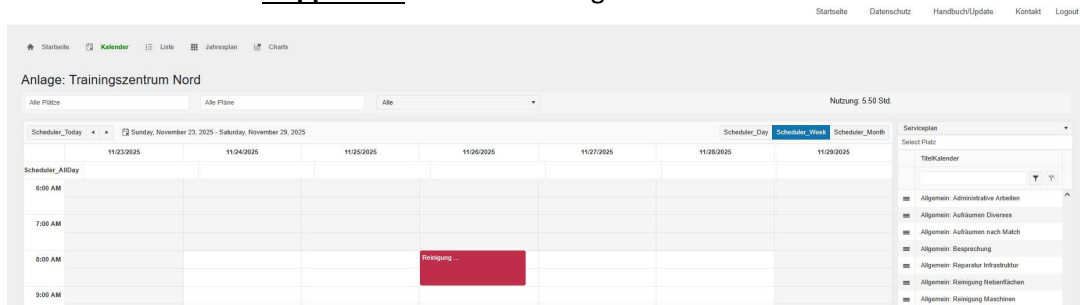 Startseite Datenschutz Handbuch/Update Kontakt Logout
Startseite Kalender Liste Jahresplan Charts
Anlage: Trainingszentrum Nord
Alle Plätze Alle Pläne Alle Nutzung: 5.50 Std.
Scheduler_Today Sunday, November 23, 2025 - Saturday, November 29, 2025 Scheduler_Day Scheduler_Week Scheduler_Month
11/23/2025 11/24/2025 11/25/2025 11/26/2025 11/27/2025 11/28/2025 11/29/2025
Scheduler_AllDay
6:00 AM
7:00 AM
8:00 AM Reinigung ...
9:00 AM
Serviceplan
Select Platz
TitelKalender
Allgemein: Administrative Arbeiten
Allgemein: Aufräumen Diverses
Allgemein: Aufräumen nach Match
Allgemein: Besprechung
Allgemein: Reparatur Infrastruktur
Allgemein: Reinigung Nebenflächen
Allgemein: Reinigung Maschinen